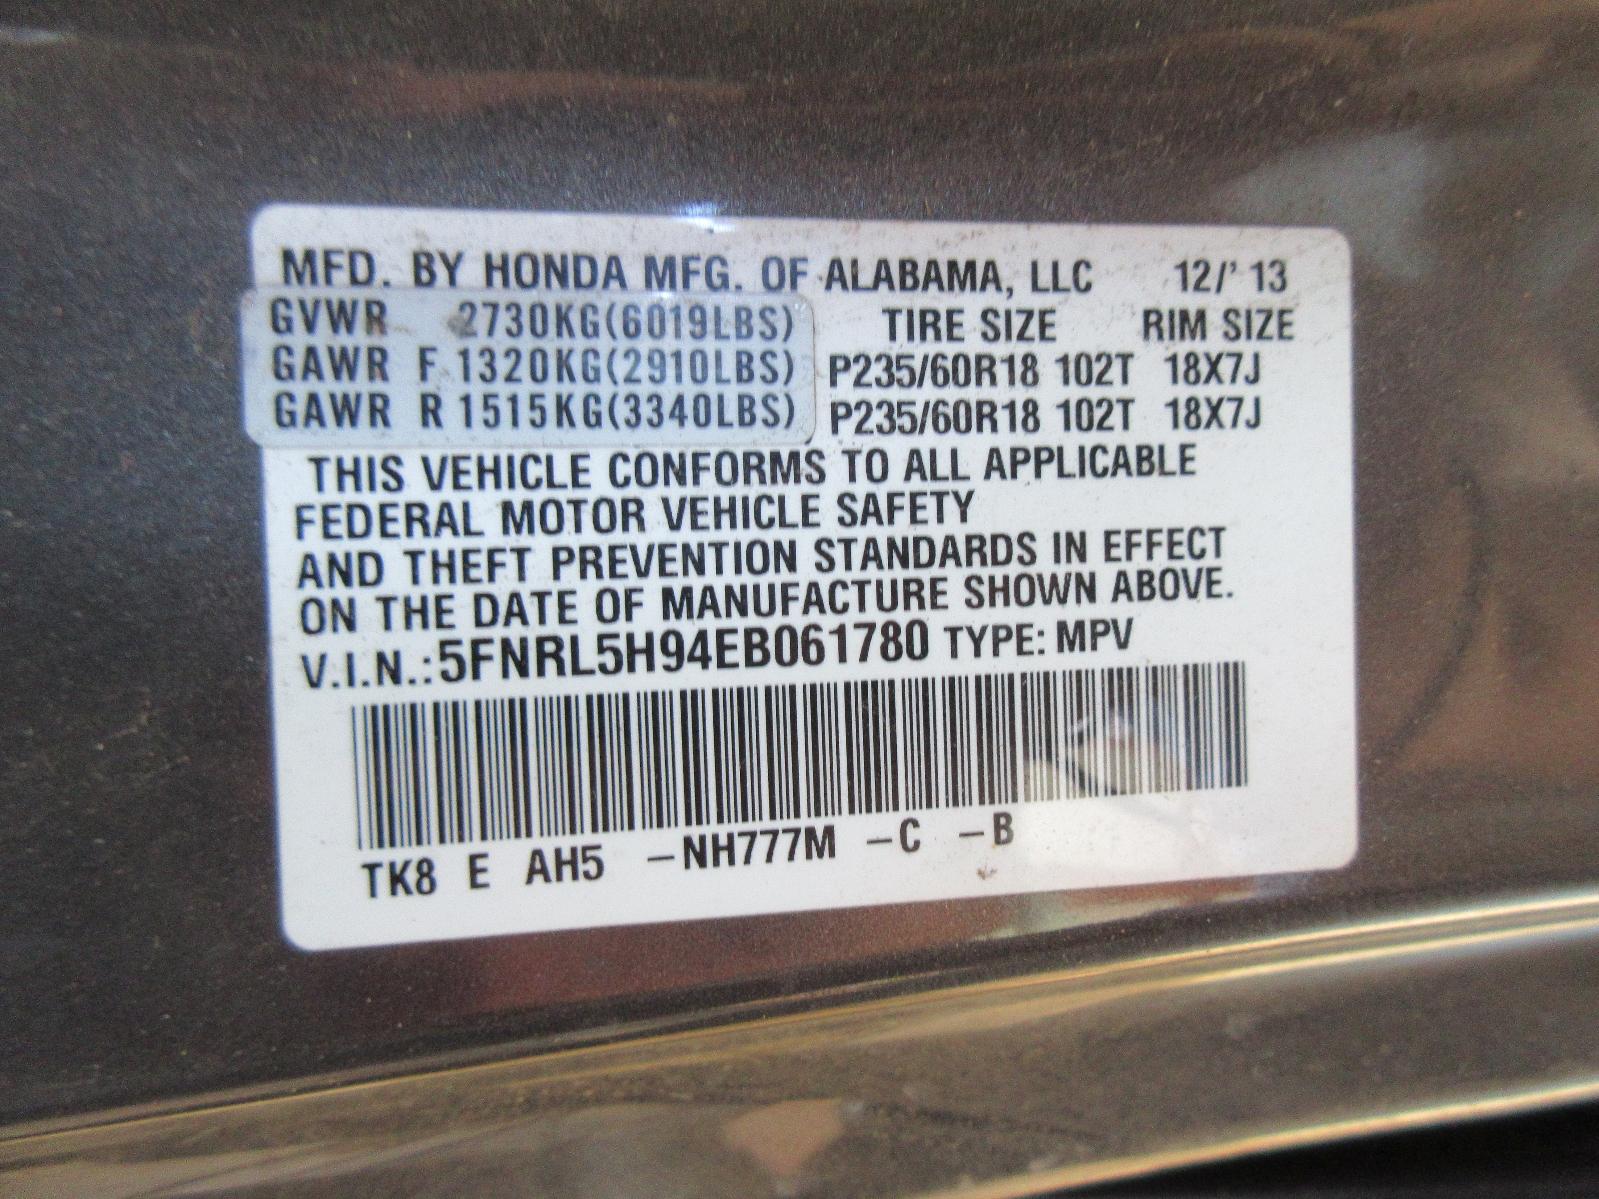 MFD. BY HONDA MFG. OF ALABAMA, LLC 12/' 13
GVWR 2730KG(6019LBS) TIRE SIZE RIM SIZE
GAWR F 1320KG(2910LBS) P235/60R18 102T 18X7J
GAWR R 1515KG(3340LBS) P235/60R18 102T 18X7J
THIS VEHICLE CONFORMS TO ALL APPLICABLE
FEDERAL MOTOR VEHICLE SAFETY
AND THEFT PREVENTION STANDARDS IN EFFECT
ON THE DATE OF MANUFACTURE SHOWN ABOVE.
V.I.N.: 5FNRL5H94EB061780 TYPE: MPV
TK8 E AH5 –NH777M –C –B